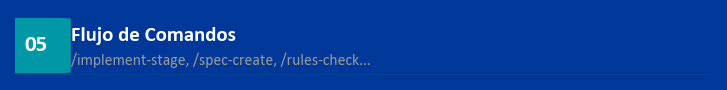 05
Flujo de Comandos
/implement-stage, /spec-create, /rules-check...